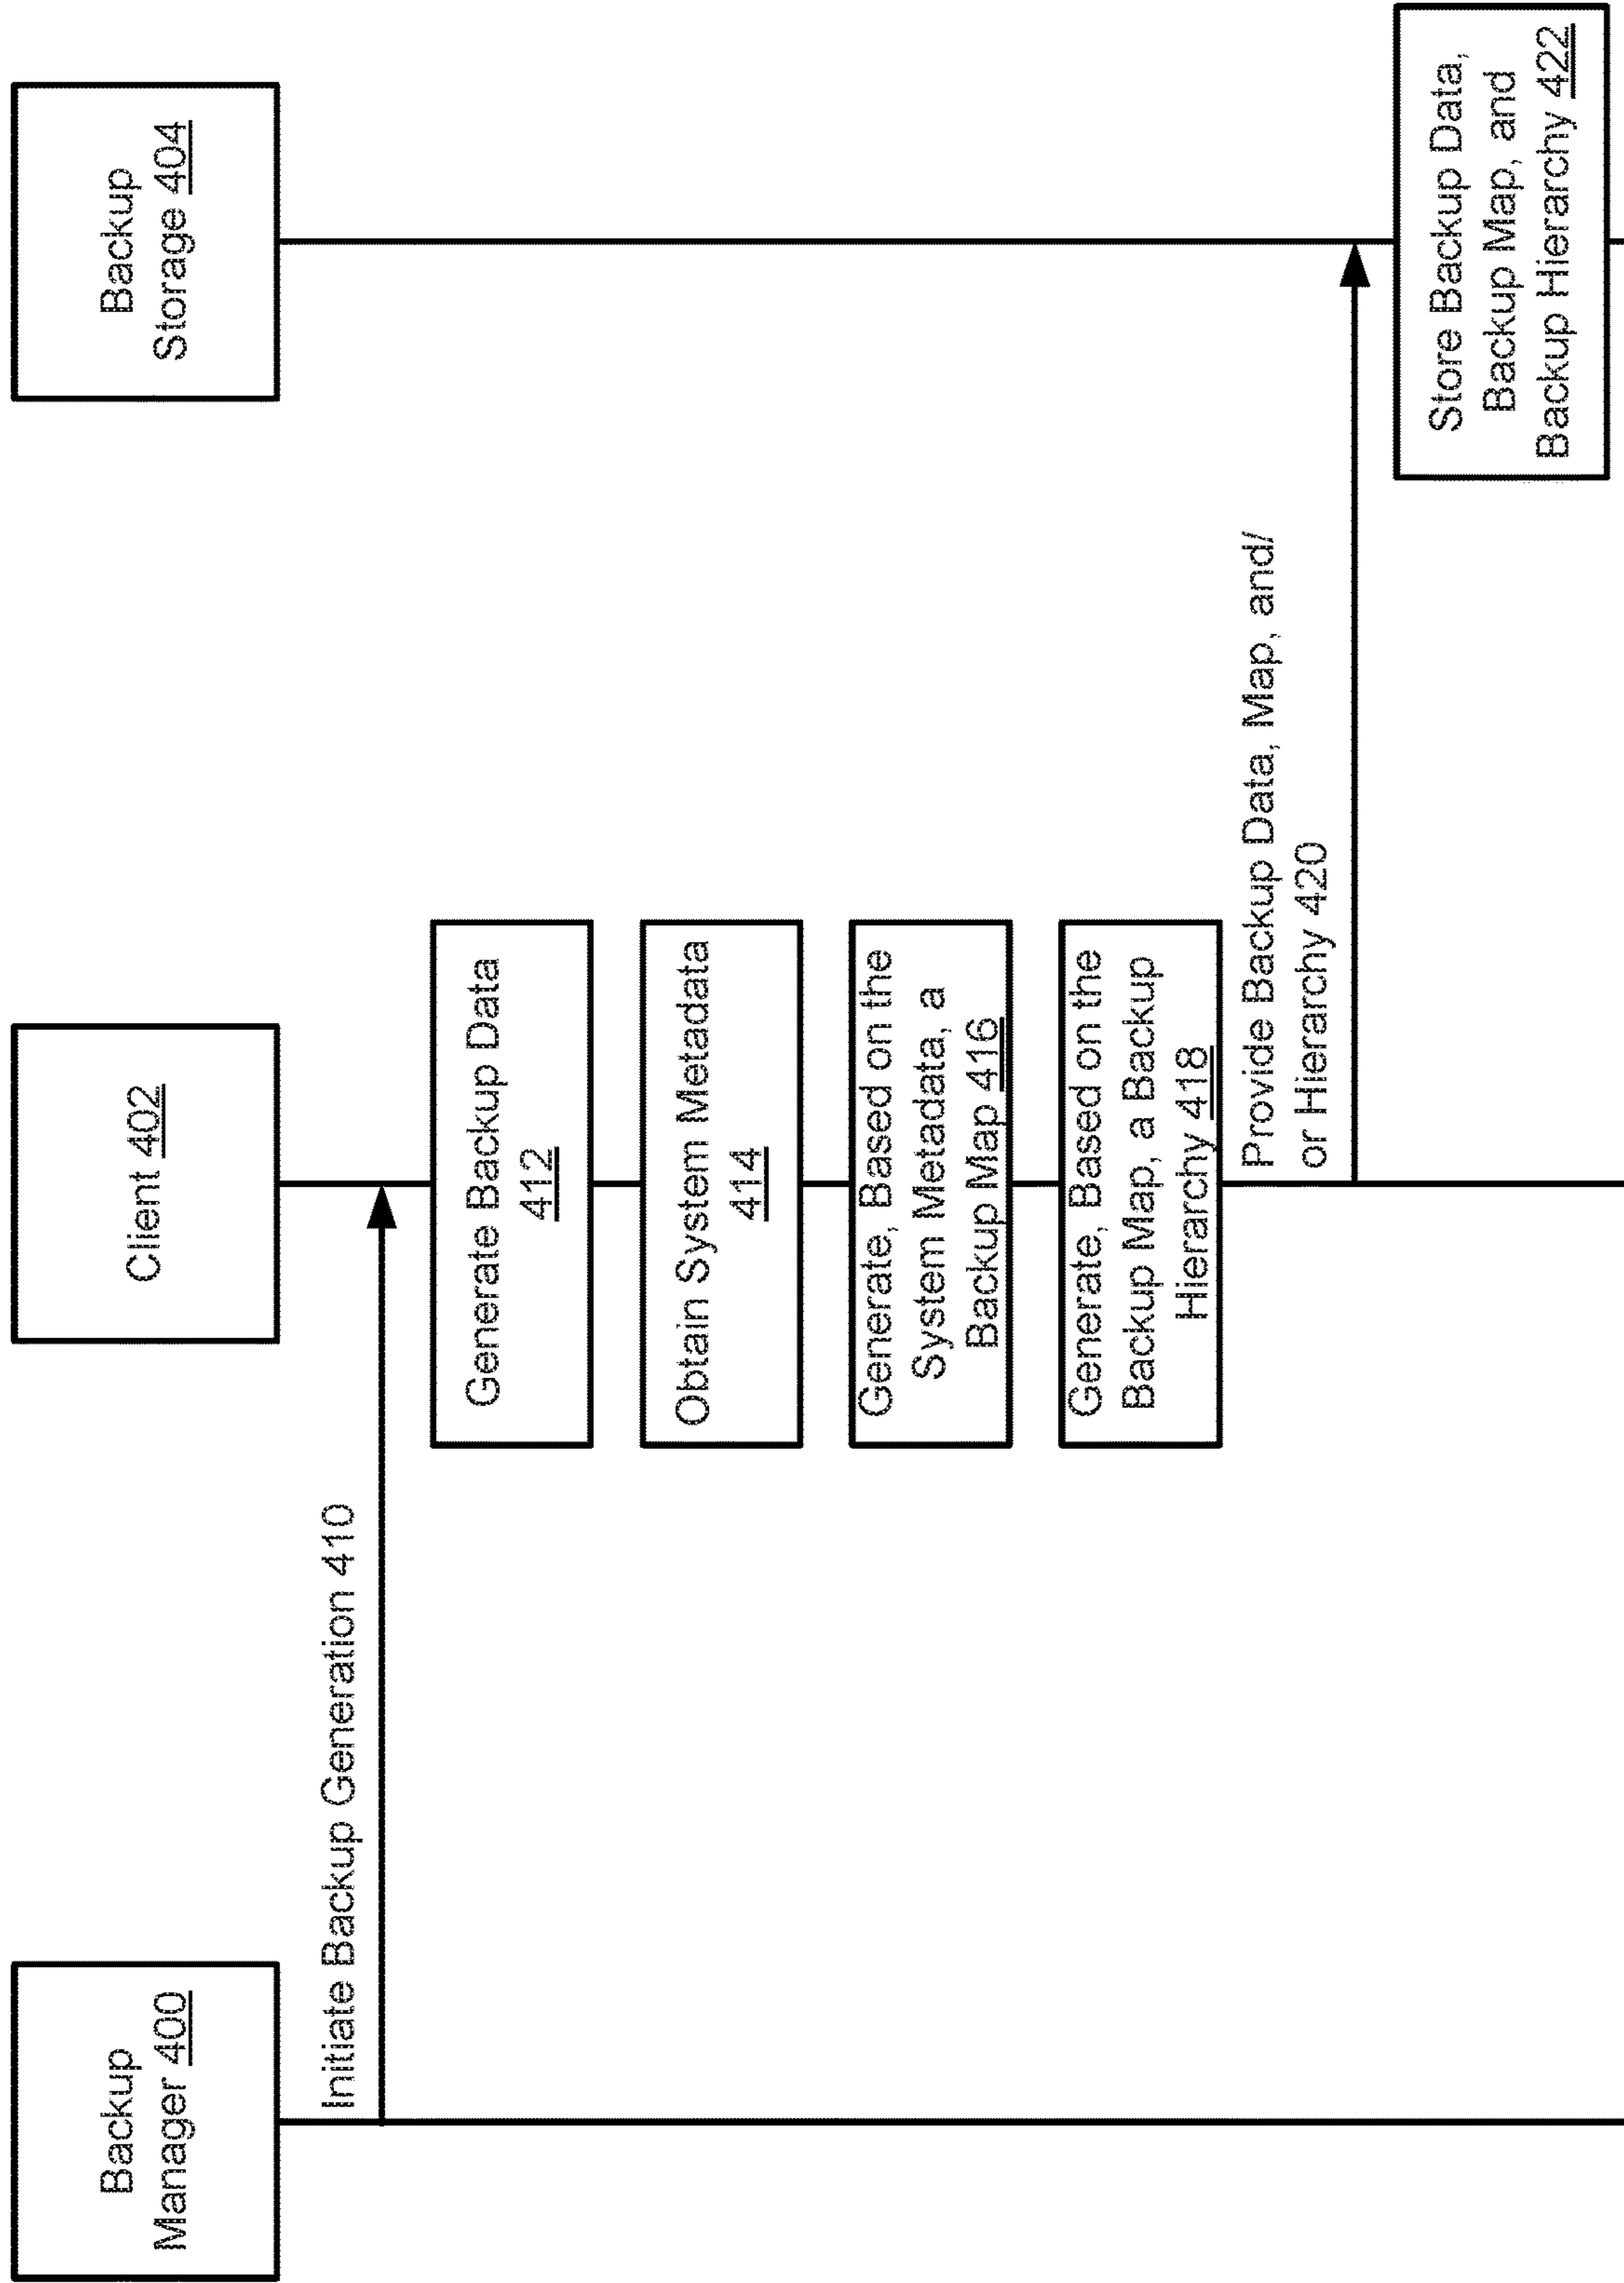 Backup
Manager 400
Client 402
Backup
Storage 404
Initiate Backup Generation 410
Generate Backup Data
412
Obtain System Metadata
414
Generate, Based on the
System Metadata, a
Backup Map 416
Generate, Based on the
Backup Map, a Backup
Hierarchy 418
Provide Backup Data, Map, and/
or Hierarchy 420
Store Backup Data,
Backup Map, and
Backup Hierarchy 422